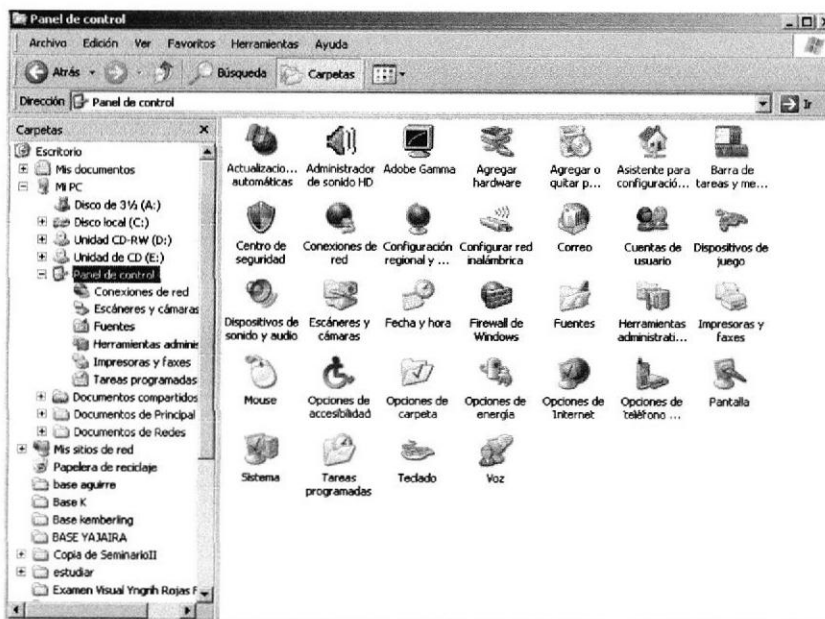 Panel de control
Archivo Edición Ver Favoritos Herramientas Ayuda
Atrás Búsqueda Carpetas
Dirección Panel de control Ir
Carpetas
Escritorio
Mis documentos
Mi PC
Disco de 3½ (A:)
Disco local (C:)
Unidad CD-RW (D:)
Unidad de CD (E:)
Panel de control
Conexiones de red
Escáneres y cámaras
Fuentes
Herramientas adminis
Impresoras y faxes
Tareas programadas
Documentos compartidos
Documentos de Principal
Documentos de Redes
Mis sitios de red
Papelera de reciclaje
base aguirre
Base K
Base kemberling
BASE YAJAIRA
Copia de SeminarioII
estudiar
Examen Visual Yngrih Rojas F
Actualizacio...
automáticas
Administrador
de sonido HD
Adobe Gamma
Agregar
hardware
Agregar o
quitar p...
Asistente para
configuració...
Barra de
tareas y me...
Centro de
seguridad
Conexiones de
red
Configuración
regional y ...
Configurar red
inalámbrica
Correo
Cuentas de
usuario
Dispositivos de
juego
Dispositivos de
sonido y audio
Escáneres y
cámaras
Fecha y hora
Firewall de
Windows
Fuentes
Herramientas
administrati...
Impresoras y
faxes
Mouse
Opciones de
accesibilidad
Opciones de
carpeta
Opciones de
energía
Opciones de
Internet
Opciones de
teléfono ...
Pantalla
Sistema
Tareas
programadas
Teclado
Voz